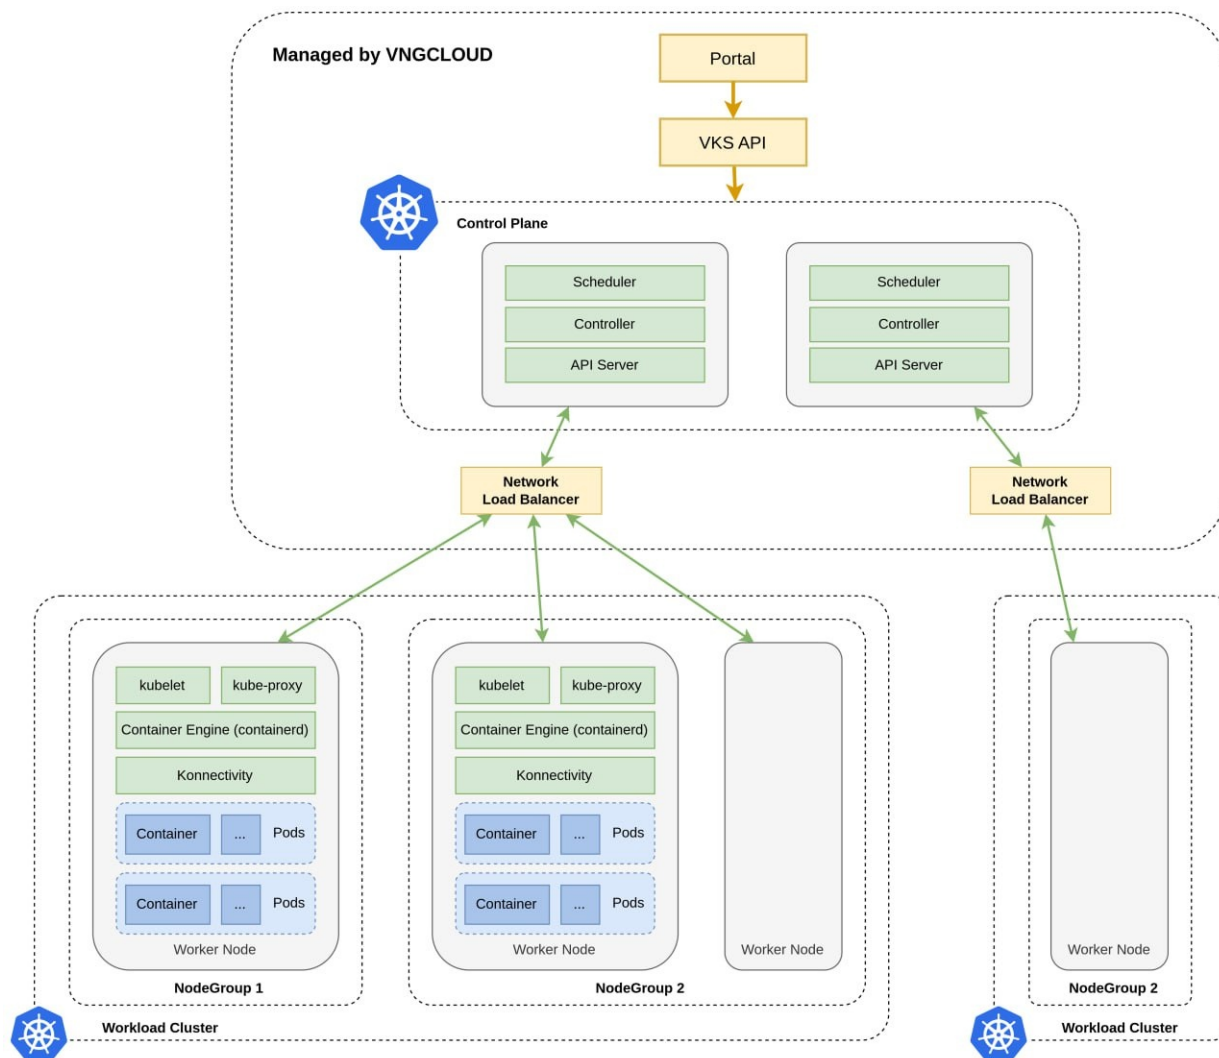 Managed by VNGCLOUD
Portal
VKS API
Control Plane
Scheduler
Controller
API Server
Scheduler
Controller
API Server
Network
Load Balancer
Network
Load Balancer
kubelet
kube-proxy
Container Engine (containerd)
Konnectivity
Container
...
Pods
Container
...
Pods
Worker Node
NodeGroup 1
kubelet
kube-proxy
Container Engine (containerd)
Konnectivity
Container
...
Pods
Container
...
Pods
Worker Node
Worker Node
NodeGroup 2
Workload Cluster
Worker Node
NodeGroup 2
Workload Cluster